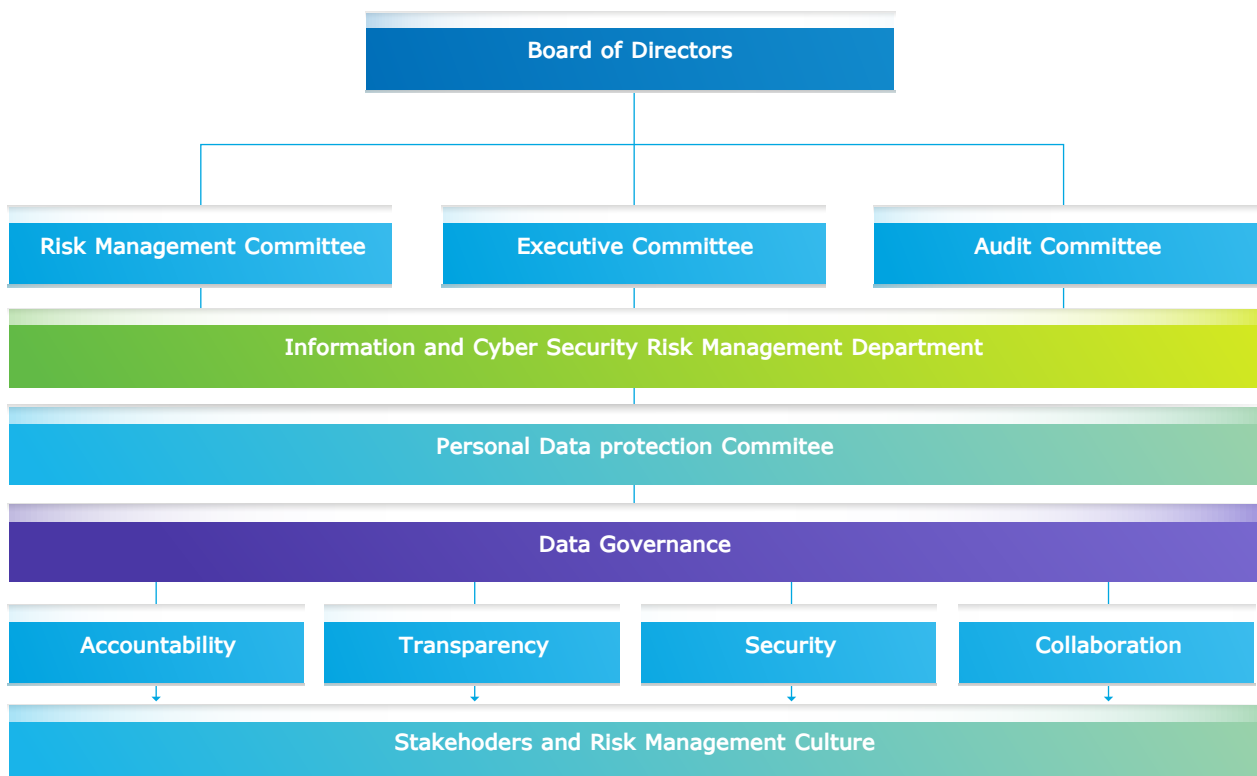 Board of Directors
Risk Management Committee
Executive Committee
Audit Committee
Information and Cyber Security Risk Management Department
Personal Data protection Commitee
Data Governance
Accountability
Transparency
Security
Collaboration
Stakehoders and Risk Management Culture